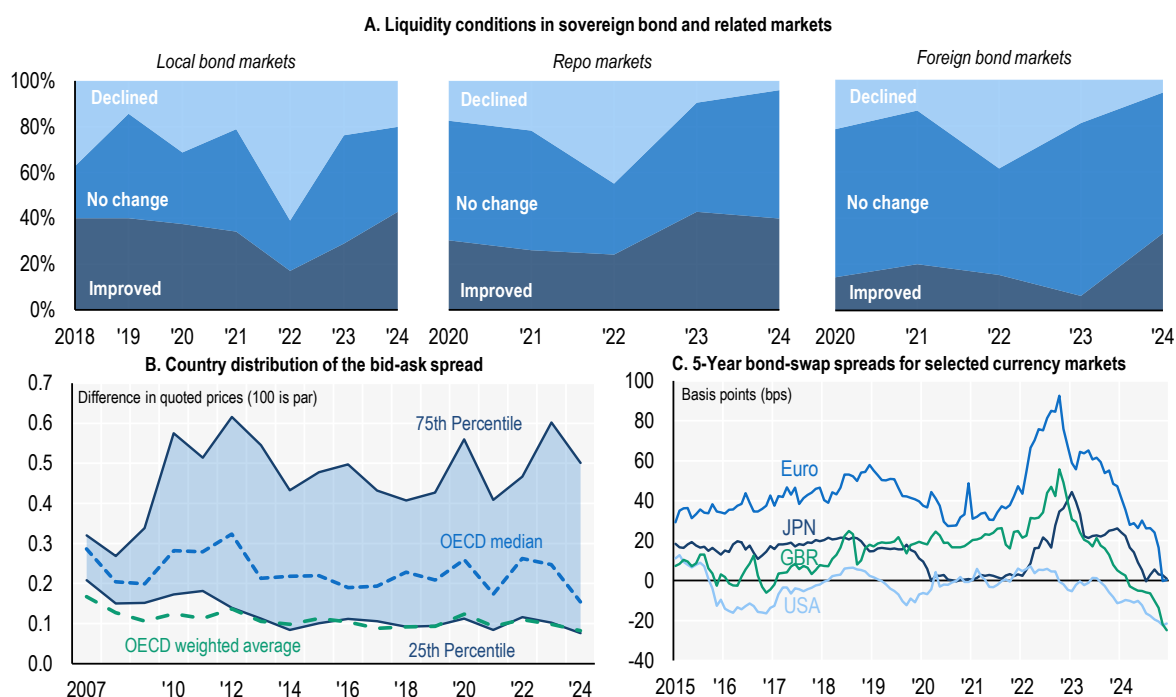 A. Liquidity conditions in sovereign bond and related markets
Local bond markets
Repo markets
Foreign bond markets
100%
80%
60%
40%
20%
0%
Declined
No change
Improved
Declined
No change
Improved
Declined
No change
Improved
2018 '19 '20 '21 '22 '23 '24
2020 '21 '22 '23 '24
2020 '21 '22 '23 '24
B. Country distribution of the bid-ask spread
Difference in quoted prices (100 is par)
0.7
0.6
0.5
0.4
0.3
0.2
0.1
0.0
75th Percentile
OECD median
OECD weighted average
25th Percentile
2007 '10 '12 '14 '16 '18 '20 '22 '24
C. 5-Year bond-swap spreads for selected currency markets
Basis points (bps)
100
80
60
40
20
0
-20
-40
Euro
JPN
GBR
USA
2015 '16 '17 '18 '19 '20 '21 '22 '23 '24